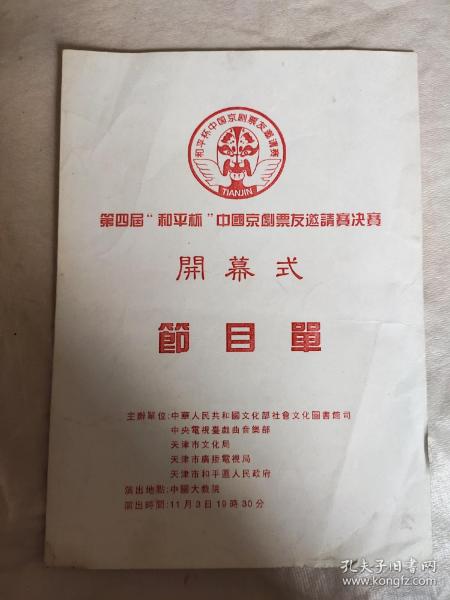 和平杯中国京剧票友邀请赛
TIANJIN
第四届“和平杯”中國京劇票友邀請賽决賽
開幕式
節目單
主辦單位:中華人民共和國文化部社會文化圖書館司
中央電視臺戲曲音樂部
天津市文化局
天津市廣播電視局
天津市和平區人民政府
演出地點:中國大戲院
演出時間:11月3日19時30分
孔夫子旧书网
www.kongfz.com